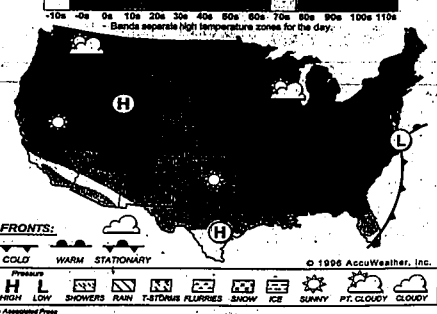 -10s -0s 0s 10s 20s 30s 40s 50s 60s 70s 80s 90s 100s 110s
Bands separate high temperature zones for the day.
H
L
H
FRONTS:
COLD WARM STATIONARY
© 1996 AccuWeather, Inc.
Pressure
H L
HIGH LOW SHOWERS RAIN T-STORMS FLURRIES SNOW ICE SUNNY PT. CLOUDY CLOUDY
Associated Press